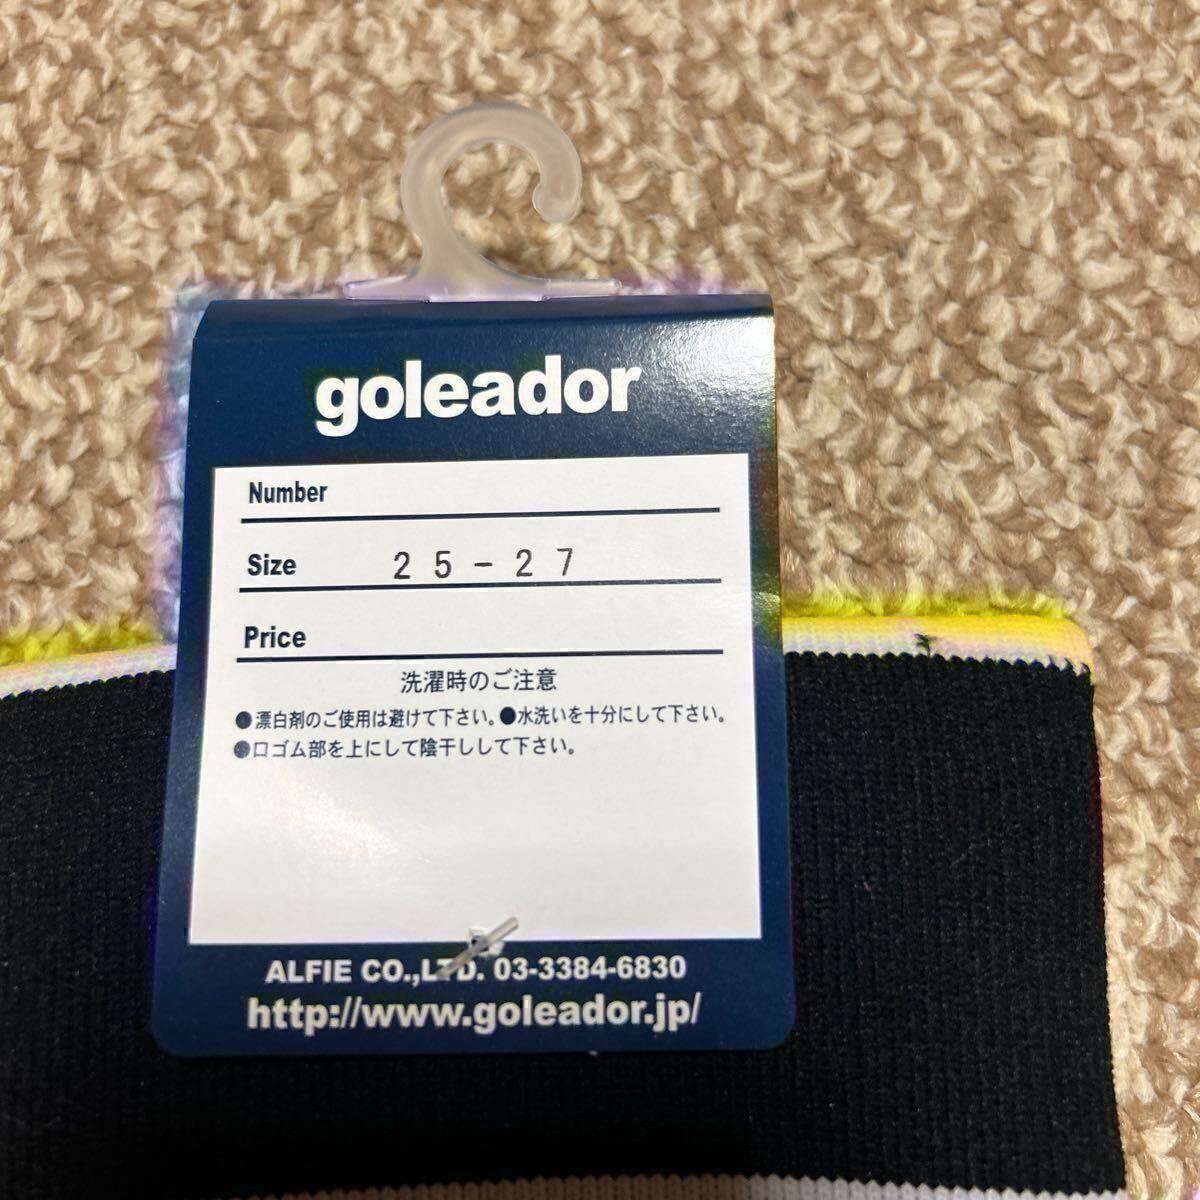 goleador
Number
Size 25-27
Price
洗濯時のご注意
●漂白剤のご使用は避けて下さい。●水洗いを十分にして下さい。
●口ゴム部を上にして陰干しして下さい。
ALFIE CO.,LTD. 03-3384-6830
http://www.goleador.jp/